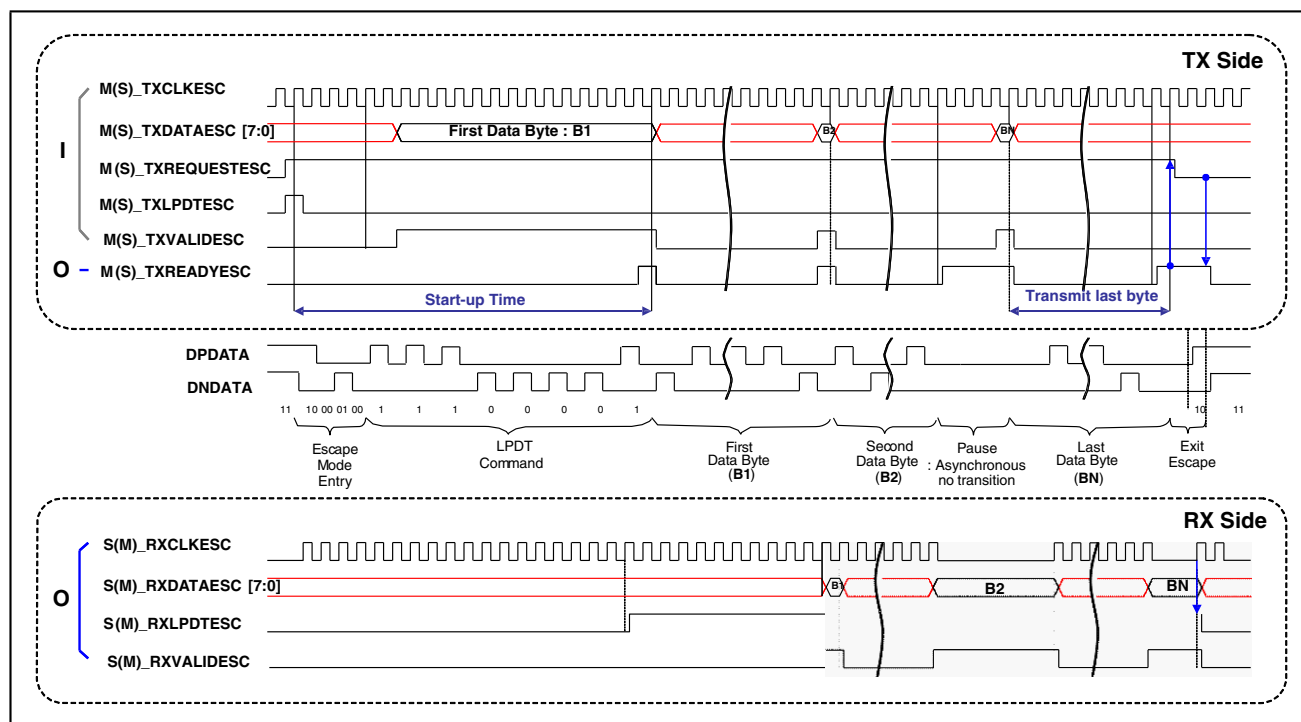 TX Side
M(S)_TXCLKESC
M(S)_TXDATAESC [7:0]
First Data Byte : B1
B2
BN
I
M(S)_TXREQUESTESC
M(S)_TXLPDTESC
M(S)_TXVALIDESC
O
M(S)_TXREADYESC
Start-up Time
Transmit last byte
DPDATA
DNDATA
11 10 00 01 00 1 1 1 0 0 0 0 1 10 11
Escape
Mode
Entry
LPDT
Command
First
Data Byte
(B1)
Second
Data Byte
(B2)
Pause
: Asynchronous
no transition
Last
Data Byte
(BN)
Exit
Escape
RX Side
S(M)_RXCLKESC
S(M)_RXDATAESC [7:0]
B1
B2
BN
O
S(M)_RXLPDTESC
S(M)_RXVALIDESC